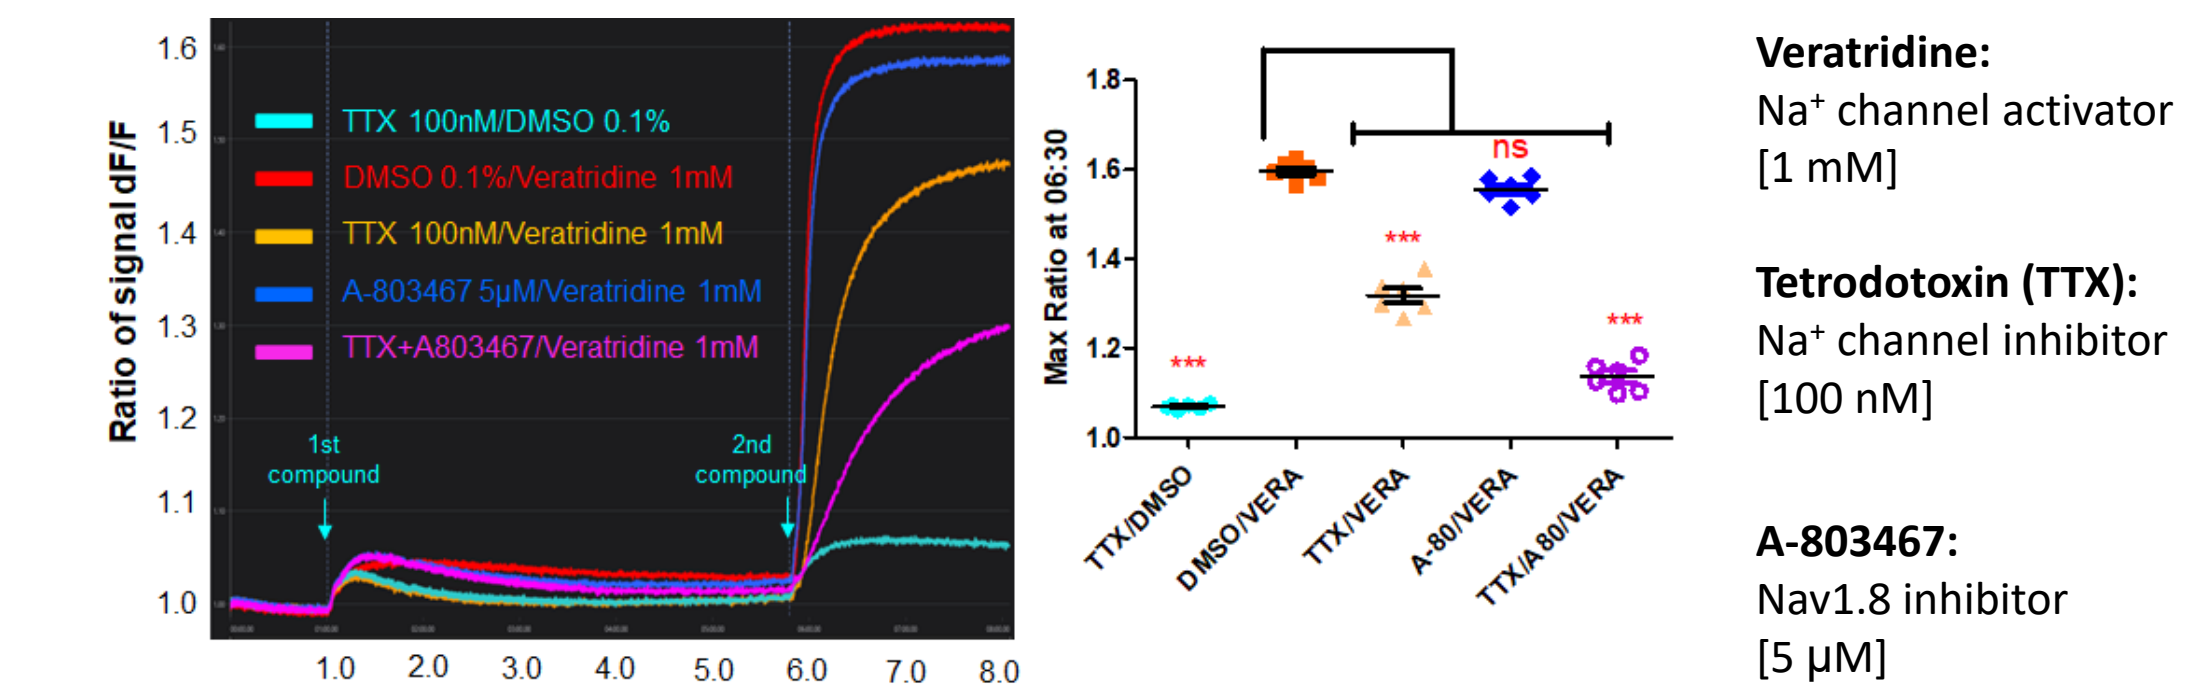 Ratio of signal dF/F
1.6
1.5
1.4
1.3
1.2
1.1
1.0
TTX 100nM/DMSO 0.1%
DMSO 0.1%/Veratridine 1mM
TTX 100nM/Veratridine 1mM
A-803467 5µM/Veratridine 1mM
TTX+A803467/Veratridine 1mM
1st
compound
2nd
compound
1.0 2.0 3.0 4.0 5.0 6.0 7.0 8.0
Max Ratio at 06:30
1.8
1.6
1.4
1.2
1.0
***
***
ns
***
TTX/DMSO
DMSO/VERA
TTX/VERA
A-80/VERA
TTX/A80/VERA
Veratridine:
Na⁺ channel activator
[1 mM]
Tetrodotoxin (TTX):
Na⁺ channel inhibitor
[100 nM]
A-803467:
Nav1.8 inhibitor
[5 µM]